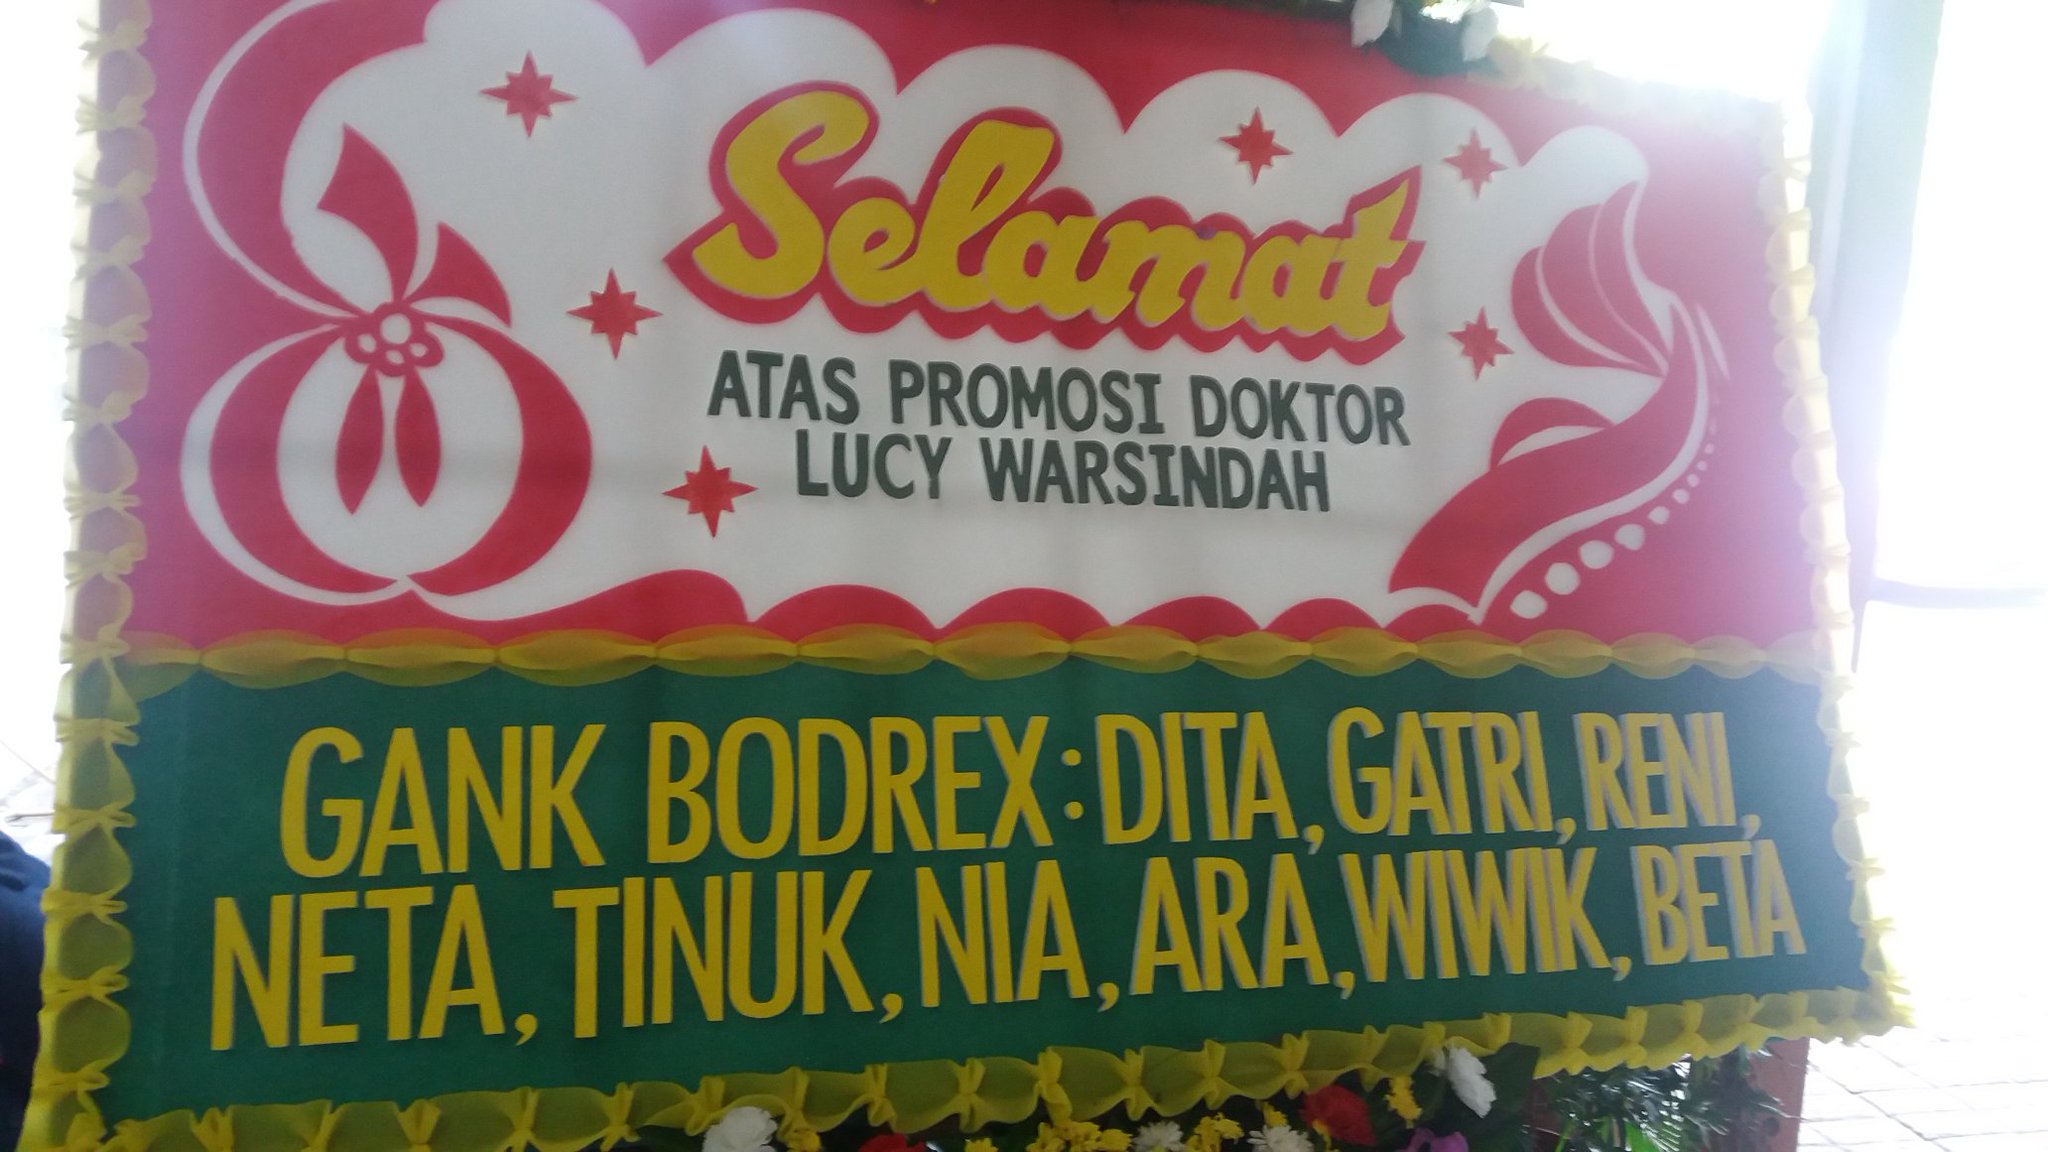 Selamat
ATAS PROMOSI DOKTOR
LUCY WARSINDAH
GANK BODREX: DITA, GATRI, RENI,
NETA, TINUK, NIA, ARA, WIWIK, BETA